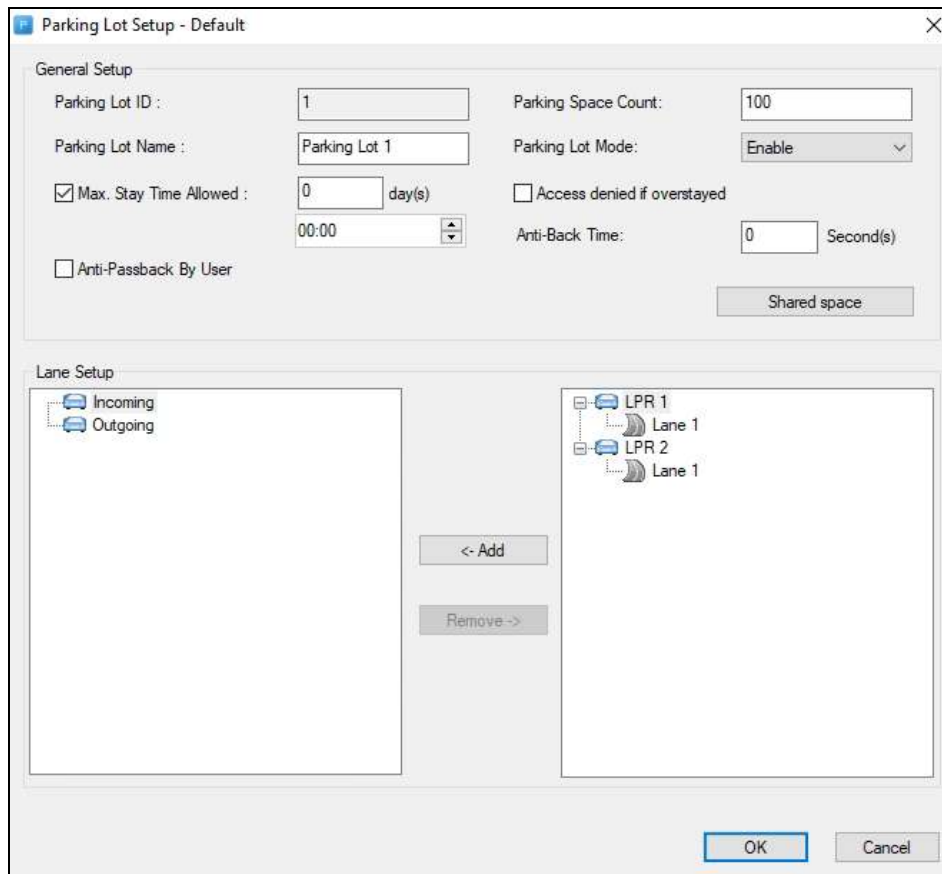 Parking Lot Setup - Default
General Setup
Parking Lot ID : 1 Parking Space Count: 100
Parking Lot Name : Parking Lot 1 Parking Lot Mode: Enable
Max. Stay Time Allowed : 0 day(s) Access denied if overstayed
00:00 Anti-Back Time: 0 Second(s)
Anti-Passback By User
Shared space
Lane Setup
Incoming
Outgoing
LPR 1
Lane 1
LPR 2
Lane 1
<- Add
Remove ->
OK Cancel